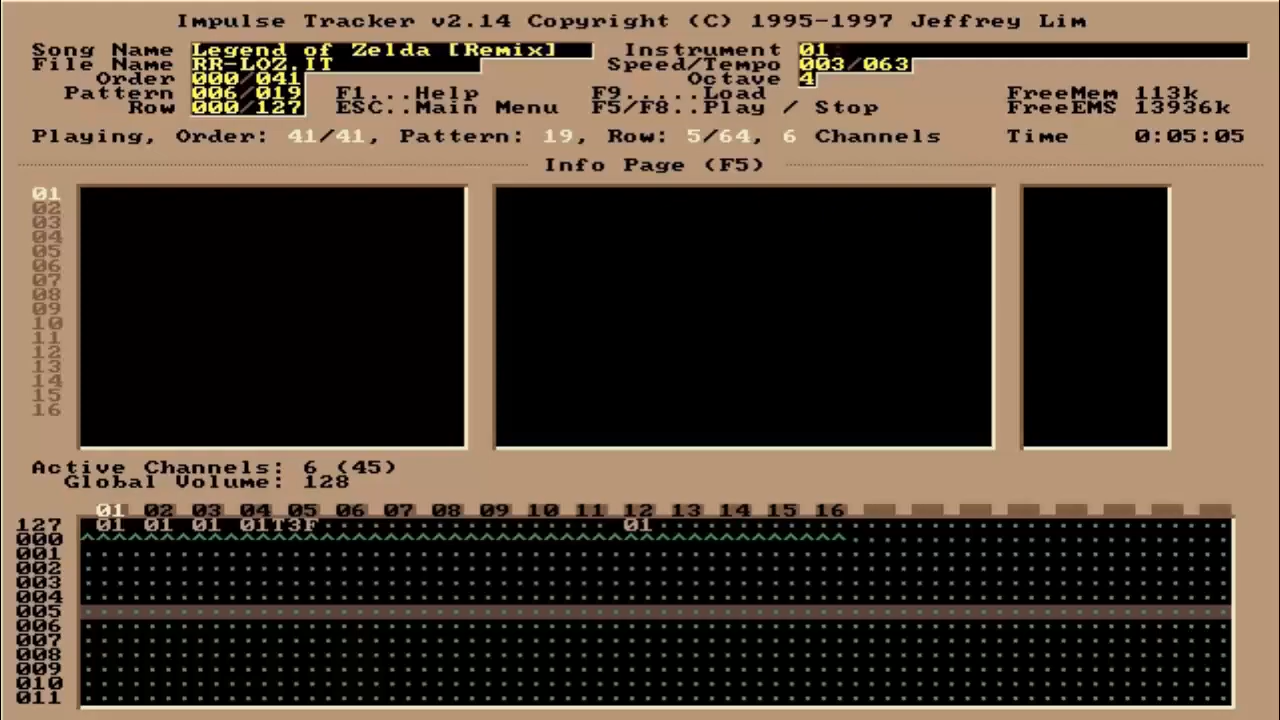 Impulse Tracker v2.14 Copyright (C) 1995-1997 Jeffrey Lim
Song Name Legend of Zelda [Remix] Instrument 01
File Name RR-LOZ.IT Speed/Tempo 003/063
Order 000/041 Octave 4
Pattern 006/019 F1...Help F9.....Load FreeMem 113k
Row 000/127 ESC..Main Menu F5/F8..Play / Stop FreeEMS 13936k
Playing, Order: 41/41, Pattern: 19, Row: 5/64, 6 Channels Time 0:05:05
Info Page (F5)
01
02
03
04
05
06
07
08
09
10
11
12
13
14
15
16
Active Channels: 6 (45)
Global Volume: 128
01 02 03 04 05 06 07 08 09 10 11 12 13 14 15 16
127 01 01 01 01T3F 01
000
001
002
003
004
005
006
007
008
009
010
011